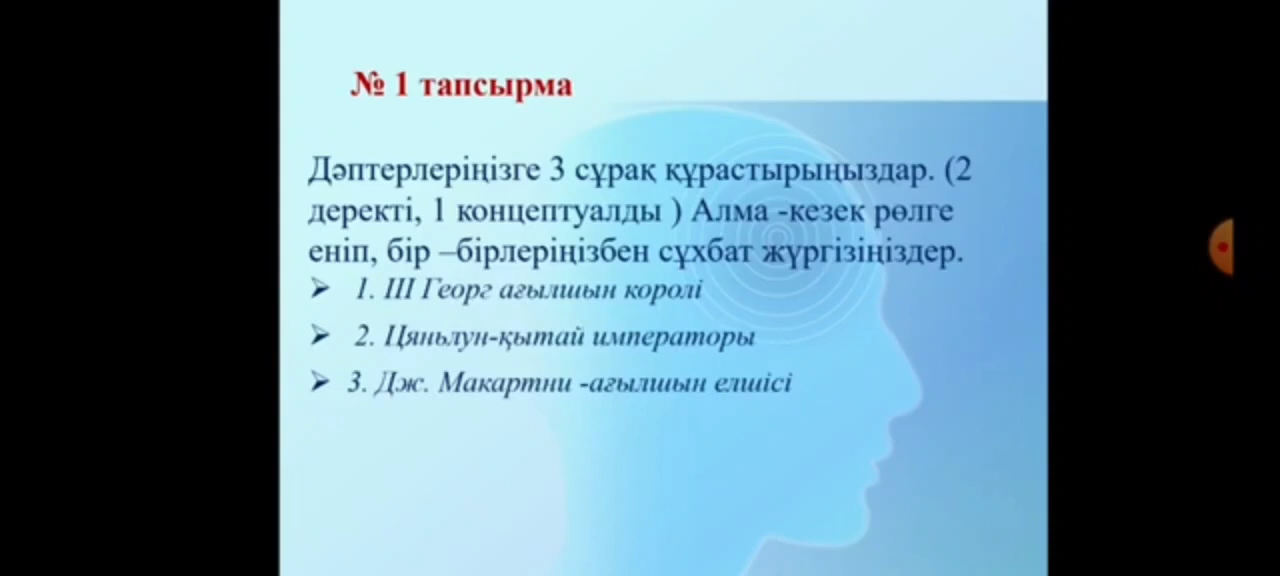 № 1 тапсырма
Дәптерлеріңізге 3 сұрақ құрастырыңыздар. (2
деректі, 1 концептуалды ) Алма -кезек рөлге
еніп, бір –бірлеріңізбен сұхбат жүргізіңіздер.
➢ 1. III Георг ағылшын королі
➢ 2. Цяньлун-қытай императоры
➢ 3. Дж. Макартни -ағылшын елшісі